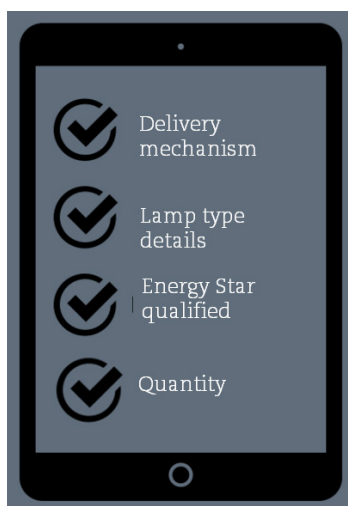 Delivery
mechanism
Lamp type
details
Energy Star
qualified
Quantity